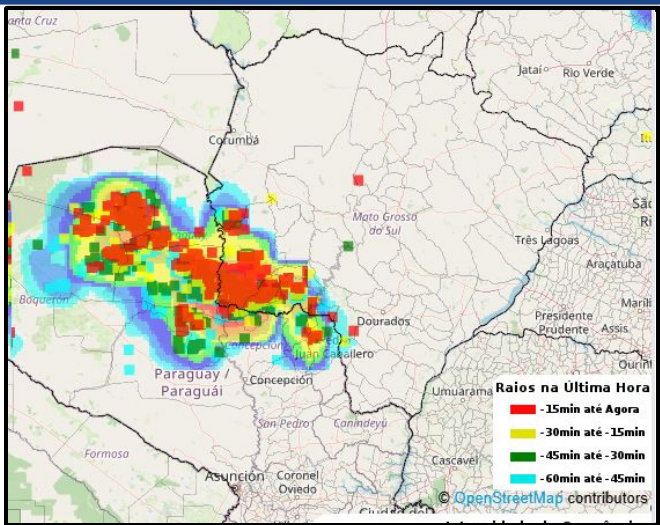 Santa Cruz
Jataí
Rio Verde
Corumbá
Mato Grosso
do Sul
Três Lagoas
Araçatuba
Boquerón
Presidente
Prudente
Assis
Dourados
Juan Caballero
Concepción
Paraguay /
Paraguái
Concepción
Umuarama
San Pedro
Canindeyú
Formosa
Cascavel
Asunción
Coronel
Oviedo
Raios na Última Hora
-15min até Agora
-30min até -15min
-45min até -30min
-60min até -45min
© OpenStreetMap contributors